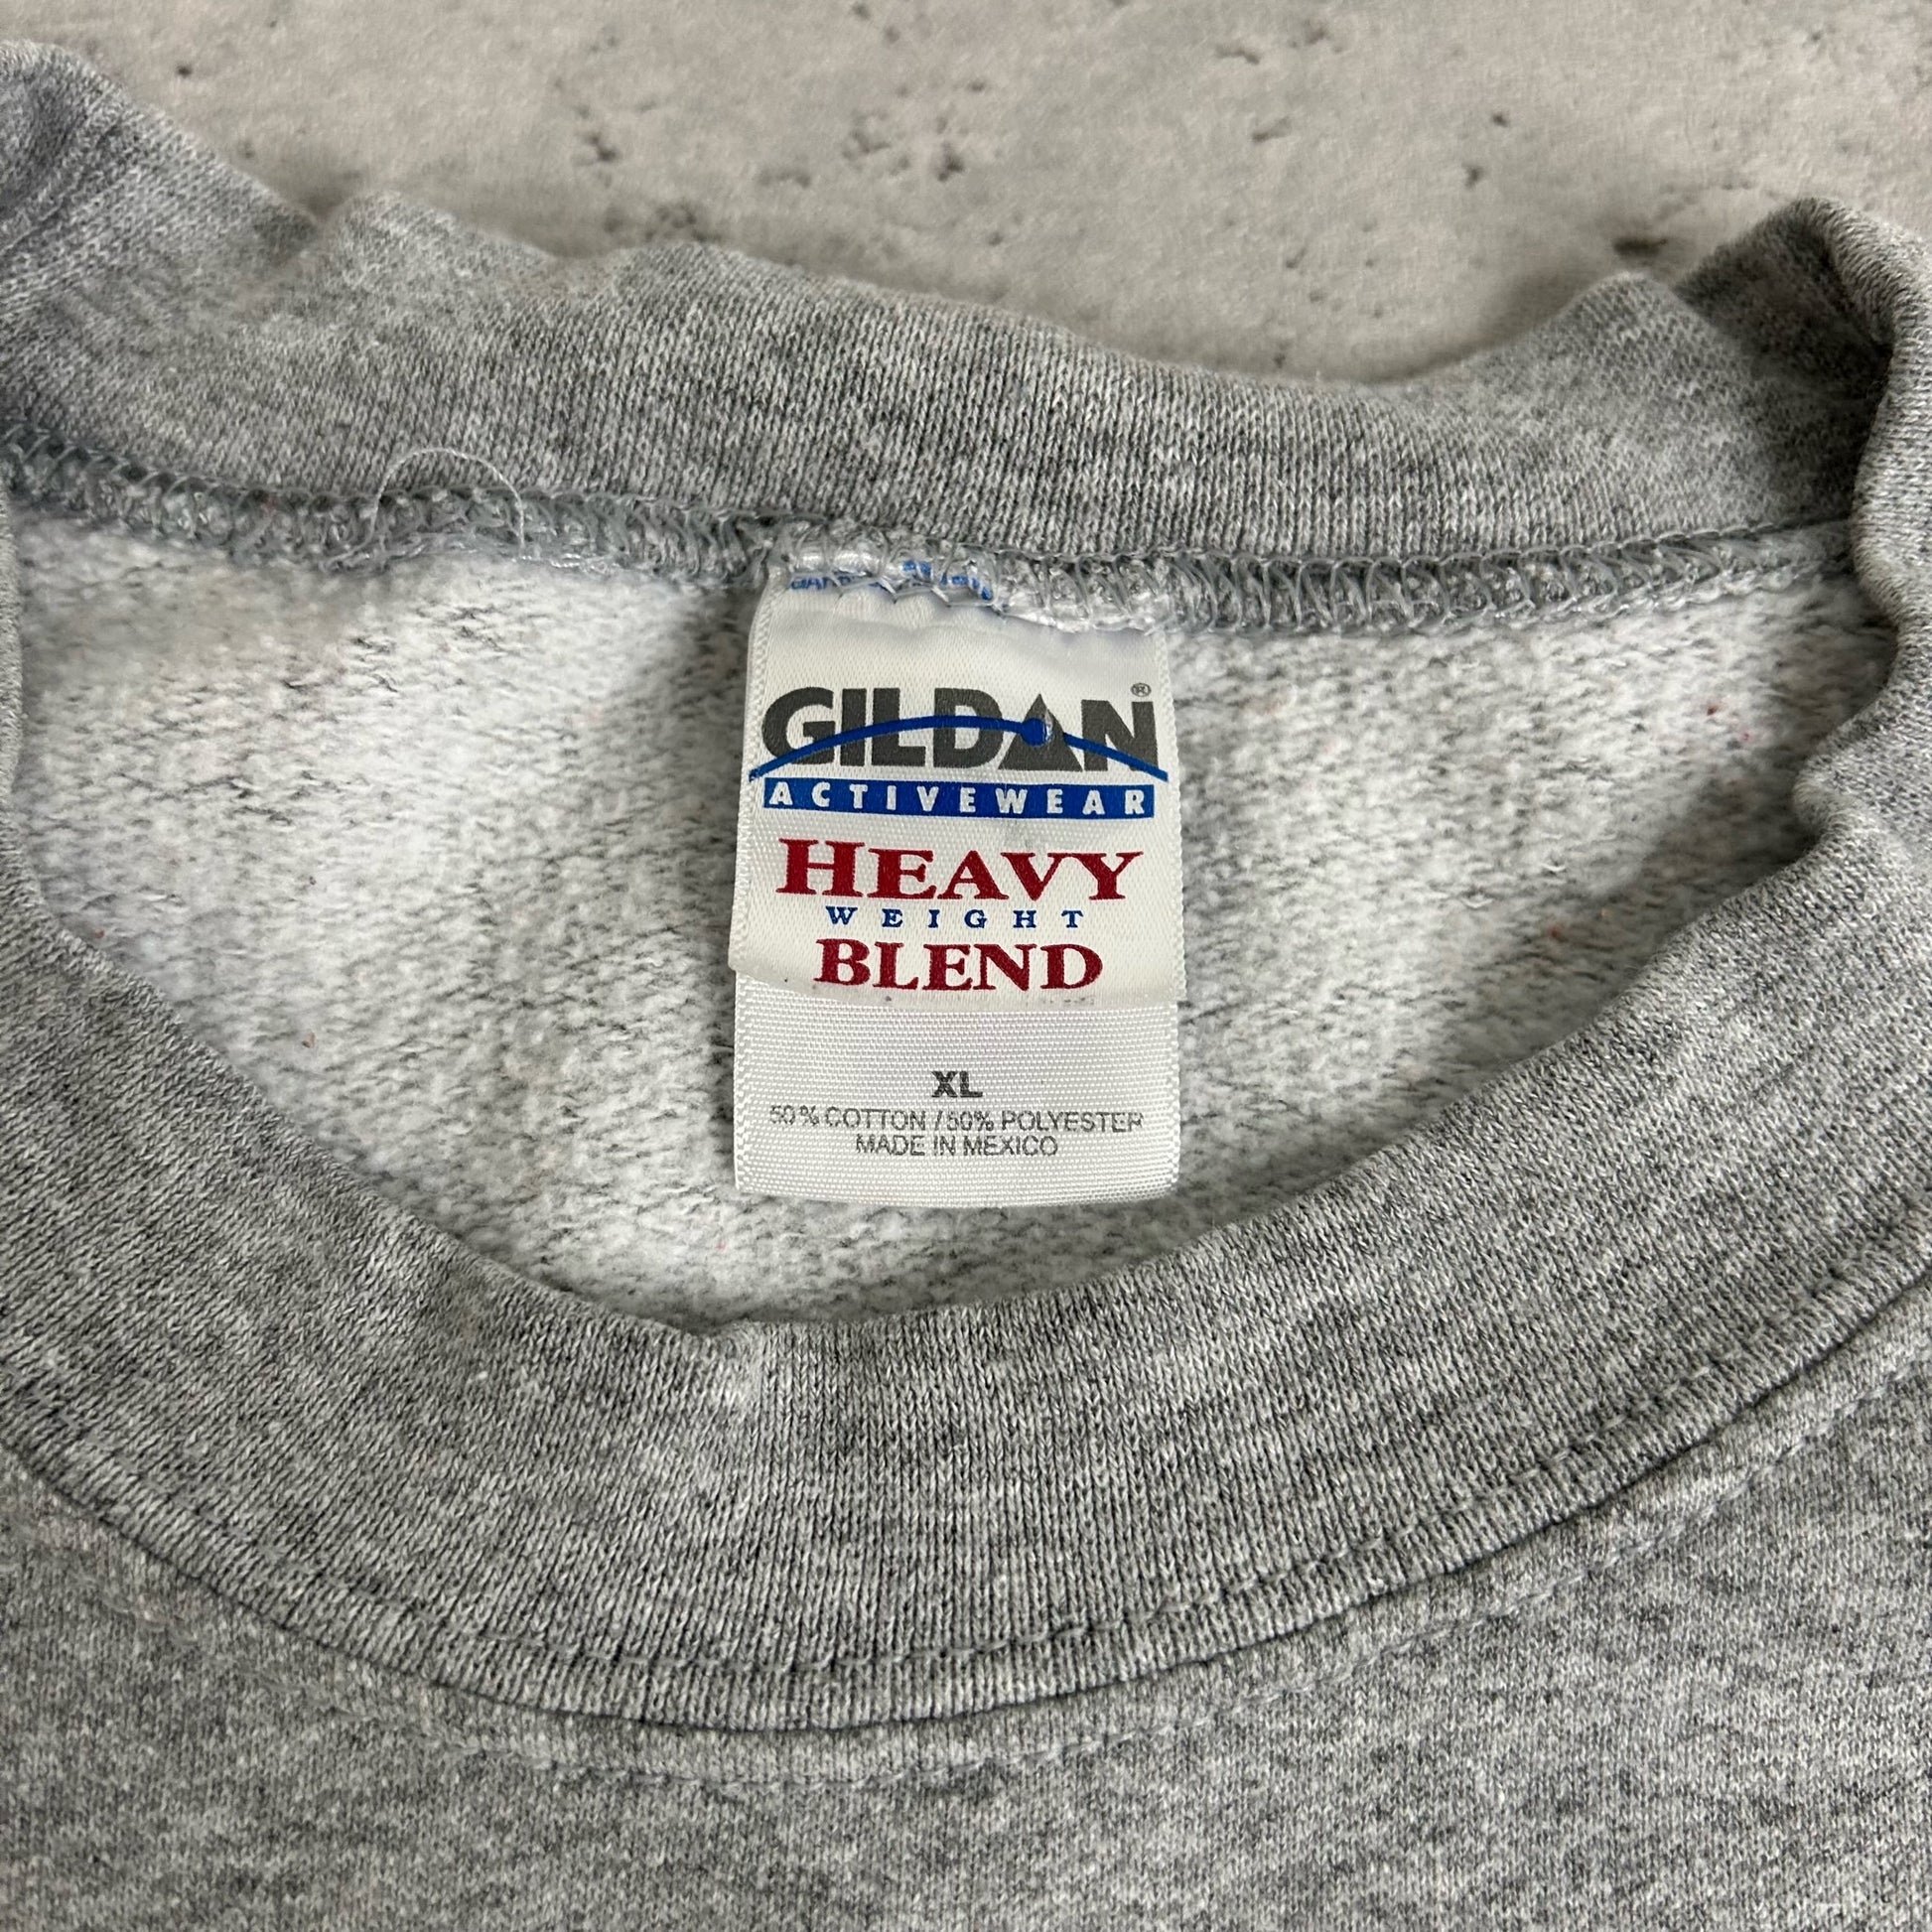 GILDAN®
ACTIVEWEAR
HEAVY
WEIGHT
BLEND
XL
50% COTTON / 50% POLYESTER
MADE IN MEXICO